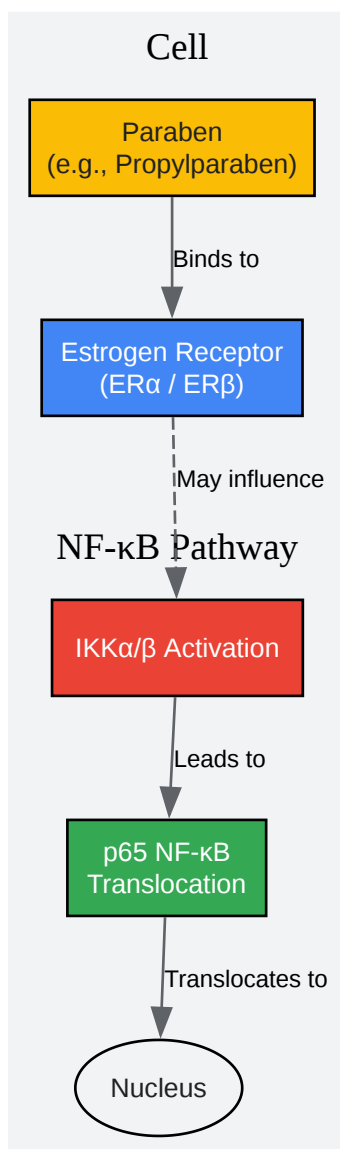 Cell
Paraben
(e.g., Propylparaben)
Binds to
Estrogen Receptor
(ERα / ERβ)
May influence
NF-κB Pathway
IKKα/β Activation
Leads to
p65 NF-κB
Translocation
Translocates to
Nucleus